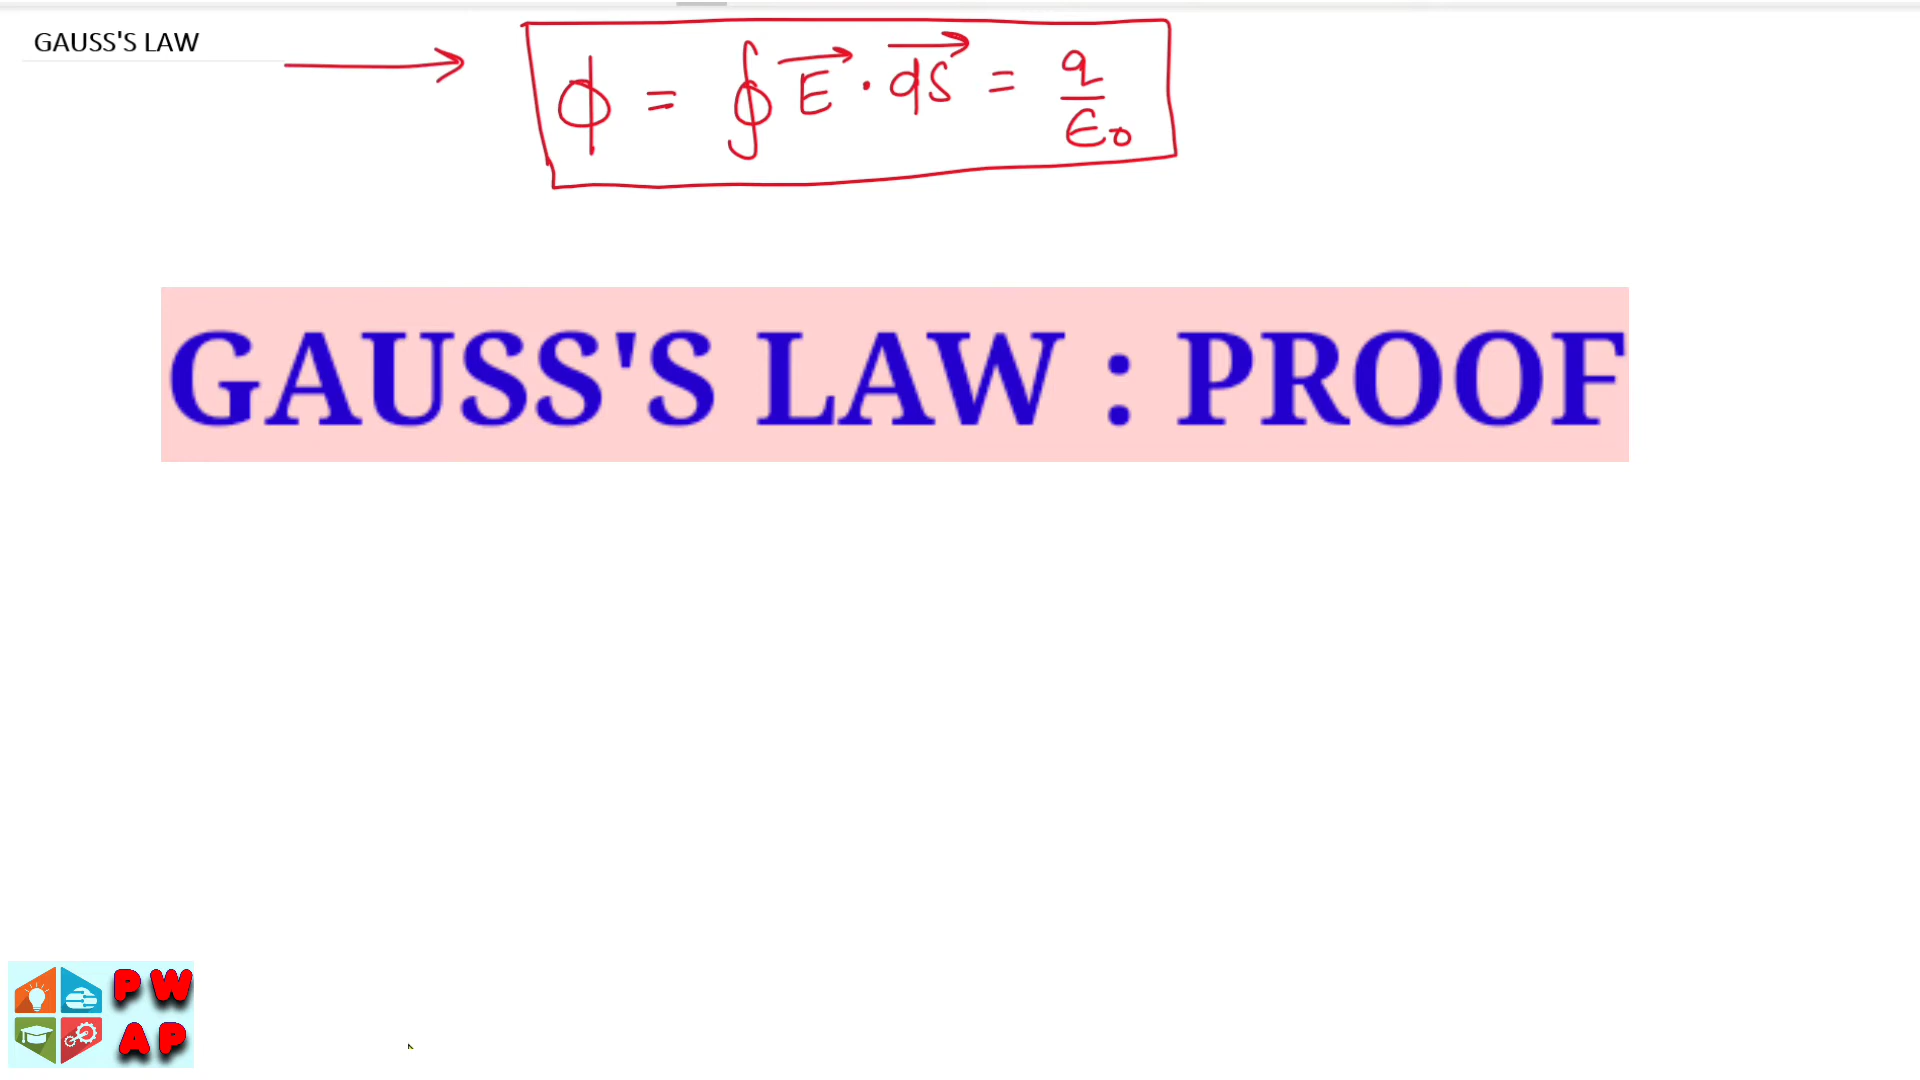 GAUSS'S LAW → ϕ = ∮ E⃗ · dS⃗ = q/ε₀
GAUSS'S LAW : PROOF
P W
A P